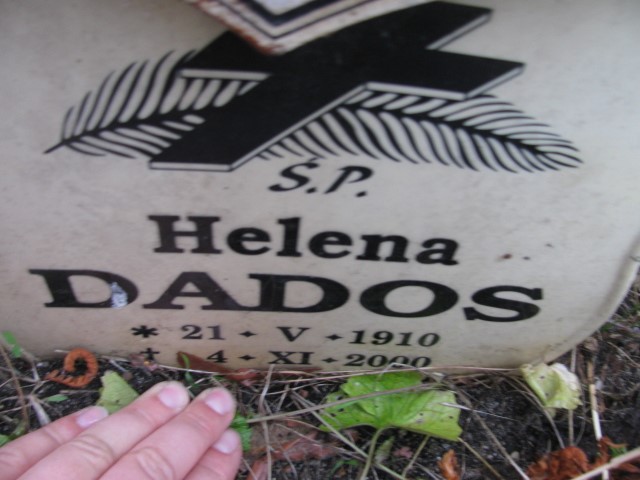 Ś.P.
Helena
DADOS
* 21 + V + 1910
† 4 + XI + 2000